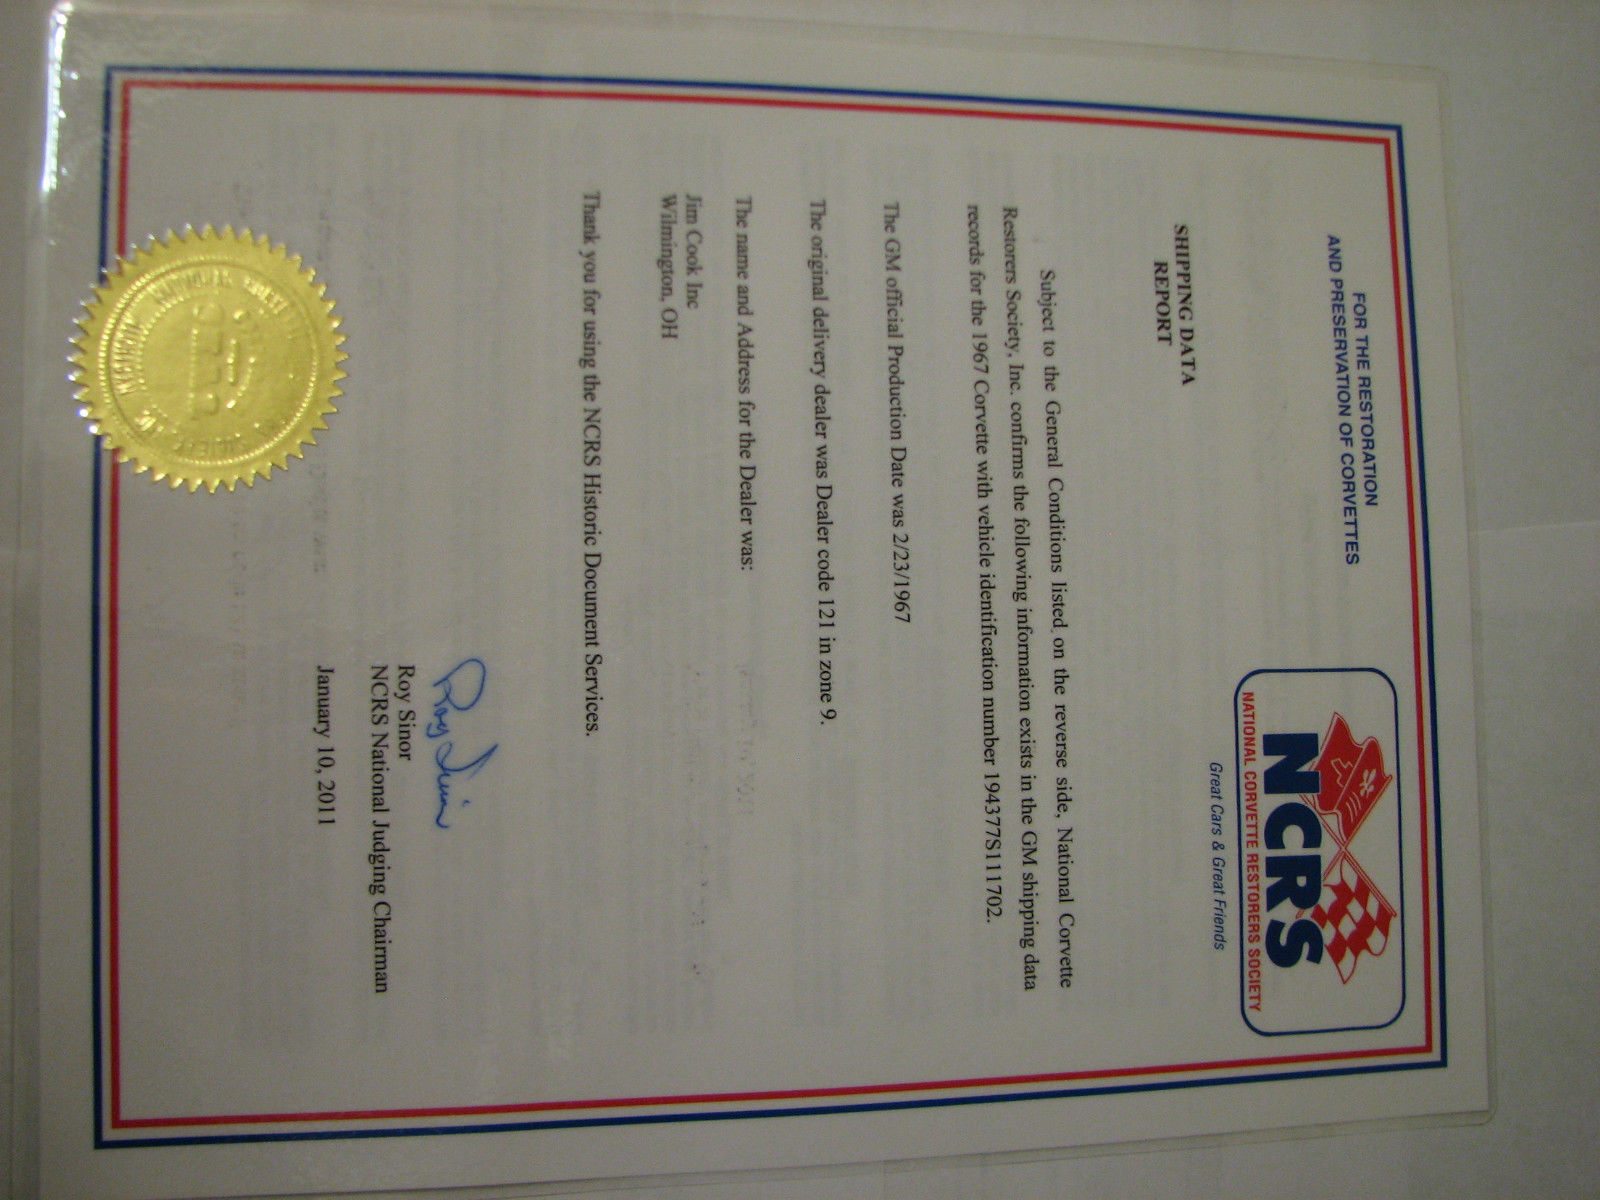 FOR THE RESTORATION
AND PRESERVATION OF CORVETTES
NCRS
NATIONAL CORVETTE RESTORERS SOCIETY
Great Cars & Great Friends
SHIPPING DATA
REPORT
Subject to the General Conditions listed on the reverse side, National Corvette
Restorers Society, Inc. confirms the following information exists in the GM shipping data
records for the 1967 Corvette with vehicle identification number 194377S111702.
The GM official Production Date was 2/23/1967
The original delivery dealer was Dealer code 121 in zone 9.
The name and Address for the Dealer was:
Jim Cook Inc
Wilmington, OH
Thank you for using the NCRS Historic Document Services.
Roy Sinor
Roy Sinor
NCRS National Judging Chairman
January 10, 2011